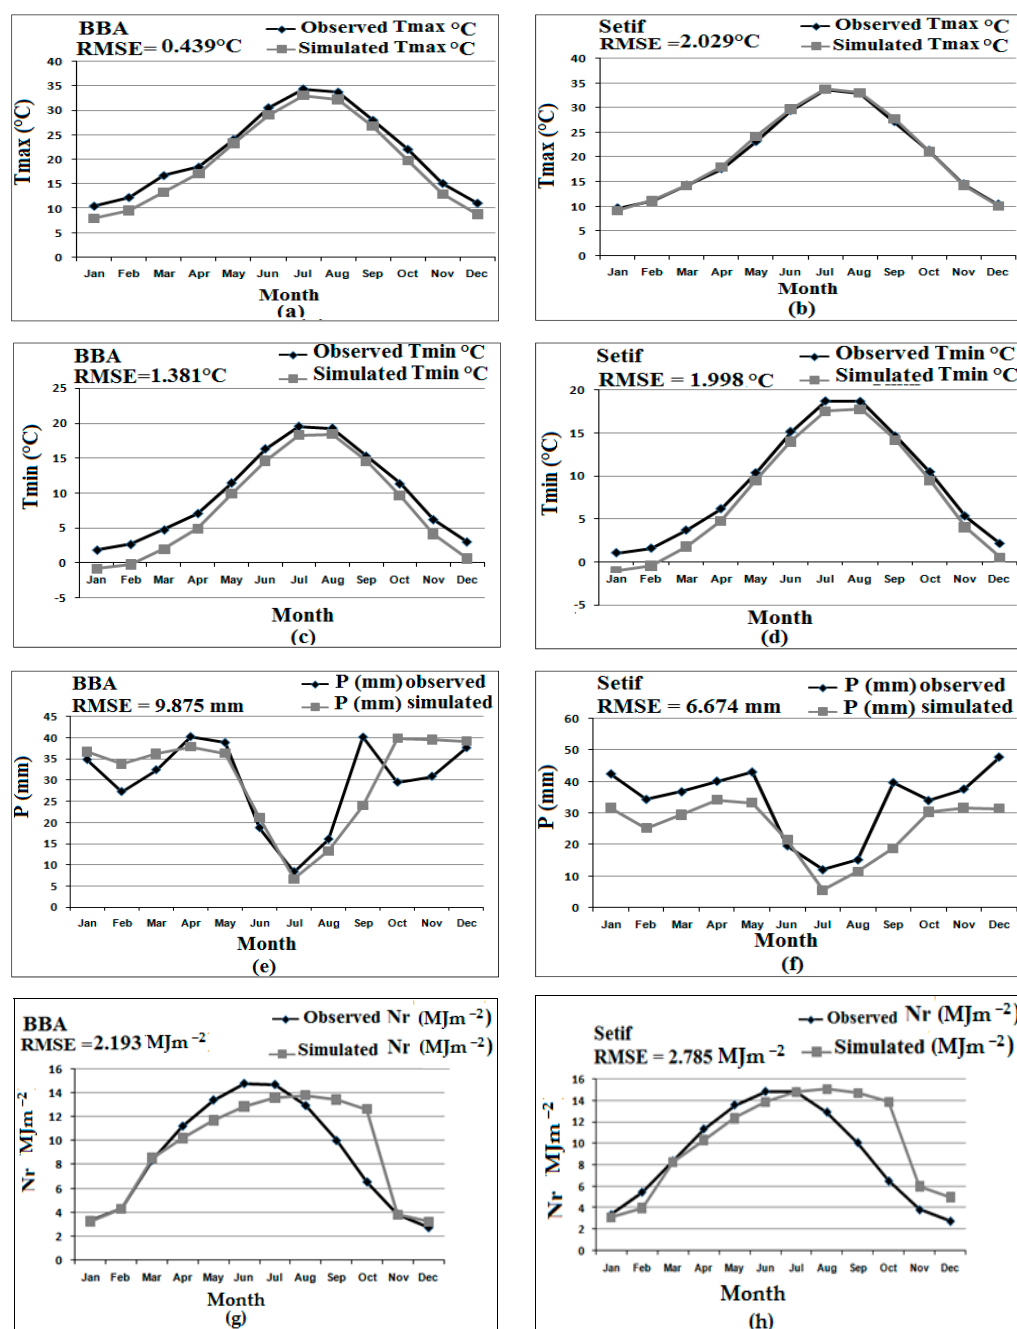 BBA
RMSE= 0.439°C
Observed Tmax °C
Simulated Tmax °C
Tmax (°C)
40
35
30
25
20
15
10
5
0
Jan Feb Mar Apr May Jun Jul Aug Sep Oct Nov Dec
Month
(a)
Setif
RMSE =2.029°C
Observed Tmax °C
Simulated Tmax °C
Tmax (°C)
40
35
30
25
20
15
10
5
0
Jan Feb Mar Apr May Jun Jul Aug Sep Oct Nov Dec
Month
(b)
BBA
RMSE=1.381°C
Observed Tmin °C
Simulated Tmin °C
Tmin (°C)
25
20
15
10
5
0
-5
Jan Feb Mar Apr May Jun Jul Aug Sep Oct Nov Dec
Month
(c)
Setif
RMSE = 1.998 °C
Observed Tmin °C
Simulated Tmin °C
Tmin (°C)
20
15
10
5
0
-5
Jan Feb Mar Apr May Jun Jul Aug Sep Oct Nov Dec
Month
(d)
BBA
RMSE = 9.875 mm
P (mm) observed
P (mm) simulated
P (mm)
45
40
35
30
25
20
15
10
5
0
Jan Feb Mar Apr May Jun Jul Aug Sep Oct Nov Dec
Month
(e)
Setif
RMSE = 6.674 mm
P (mm) observed
P (mm) simulated
P (mm)
60
50
40
30
20
10
0
Jan Feb Mar Apr May Jun Jul Aug Sep Oct Nov Dec
Month
(f)
BBA
RMSE =2.193 MJm⁻²
Observed Nr (MJm⁻²)
Simulated Nr (MJm⁻²)
Nr MJm⁻²
16
14
12
10
8
6
4
2
0
Jan Feb Mar Apr May Jun Jul Aug Sep Oct Nov Dec
Month
(g)
Setif
RMSE = 2.785 MJm⁻²
Observed Nr (MJm⁻²)
Simulated (MJm⁻²)
Nr MJm⁻²
16
14
12
10
8
6
4
2
0
Jan Feb Mar Apr May Jun Jul Aug Sep Oct Nov Dec
Month
(h)